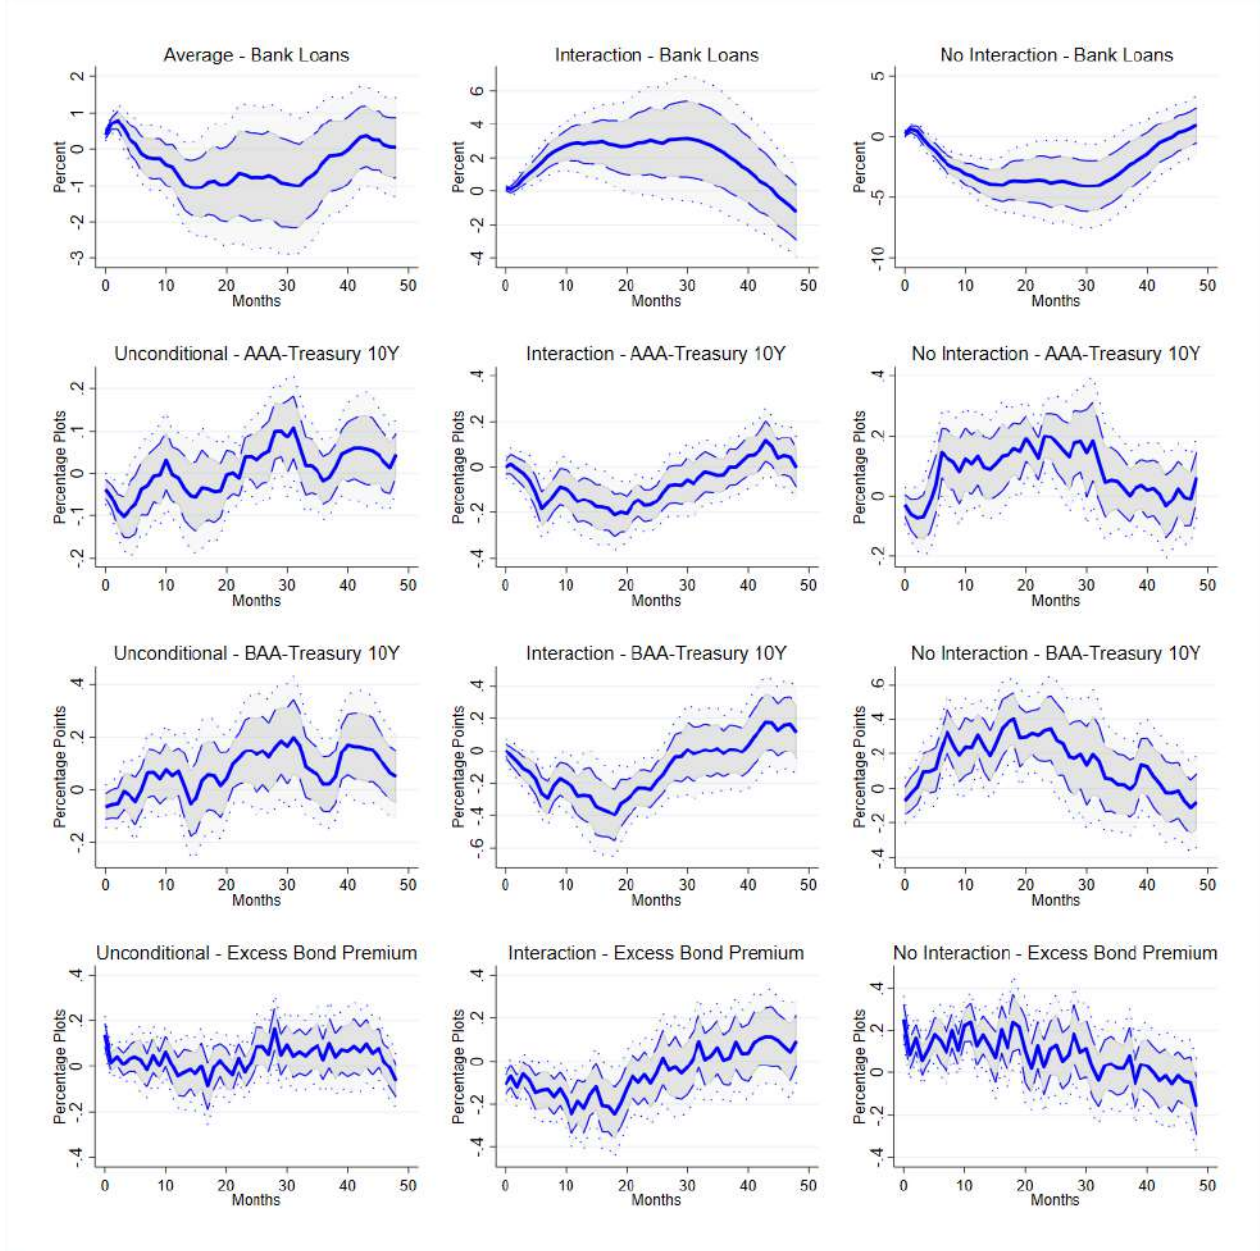 Average - Bank Loans
Percent
2
1
0
-1
-2
-3
0 10 20 30 40 50
Months
Interaction - Bank Loans
Percent
6
4
2
0
-2
-4
0 10 20 30 40 50
Months
No Interaction - Bank Loans
Percent
5
0
-5
-10
0 10 20 30 40 50
Months
Unconditional - AAA-Treasury 10Y
Percentage Plots
.2
.1
0
-.1
-.2
0 10 20 30 40 50
Months
Interaction - AAA-Treasury 10Y
Percentage Plots
.4
.2
0
-.2
-.4
0 10 20 30 40 50
Months
No Interaction - AAA-Treasury 10Y
Percentage Plots
.4
.2
0
-.2
0 10 20 30 40 50
Months
Unconditional - BAA-Treasury 10Y
Percentage Points
.4
.2
0
-.2
0 10 20 30 40 50
Months
Interaction - BAA-Treasury 10Y
Percentage Points
.4
.2
0
-.2
-.4
-.6
0 10 20 30 40 50
Months
No Interaction - BAA-Treasury 10Y
Percentage Points
.6
.4
.2
0
-.2
-.4
0 10 20 30 40 50
Months
Unconditional - Excess Bond Premium
Percentage Plots
.4
.2
0
-.2
-.4
0 10 20 30 40 50
Months
Interaction - Excess Bond Premium
Percentage Plots
.4
.2
0
-.2
-.4
0 10 20 30 40 50
Months
No Interaction - Excess Bond Premium
Percentage Plots
.4
.2
0
-.2
-.4
0 10 20 30 40 50
Months